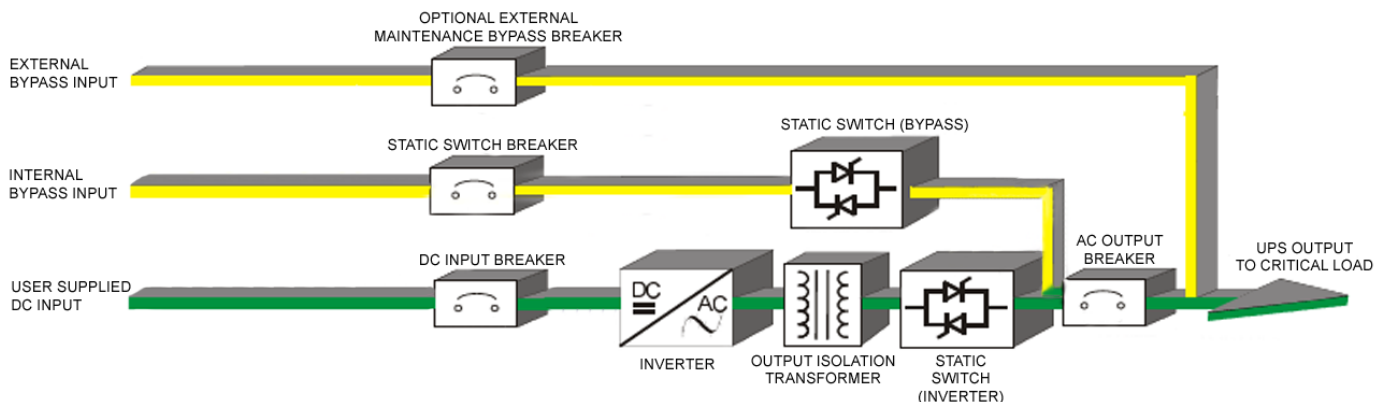 OPTIONAL EXTERNAL
MAINTENANCE BYPASS BREAKER
EXTERNAL
BYPASS INPUT
STATIC SWITCH (BYPASS)
STATIC SWITCH BREAKER
INTERNAL
BYPASS INPUT
AC OUTPUT
BREAKER
UPS OUTPUT
TO CRITICAL LOAD
DC INPUT BREAKER
USER SUPPLIED
DC INPUT
DC
AC
INVERTER
OUTPUT ISOLATION
TRANSFORMER
STATIC
SWITCH
(INVERTER)